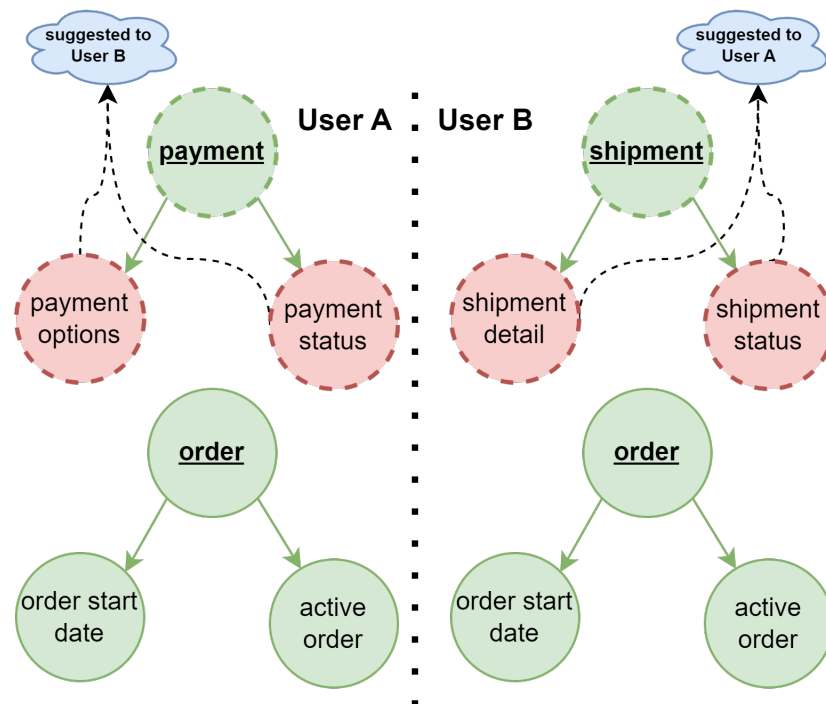 suggested to
User B
suggested to
User A
User A
User B
payment
shipment
payment
options
payment
status
shipment
detail
shipment
status
order
order
order start
date
active
order
order start
date
active
order